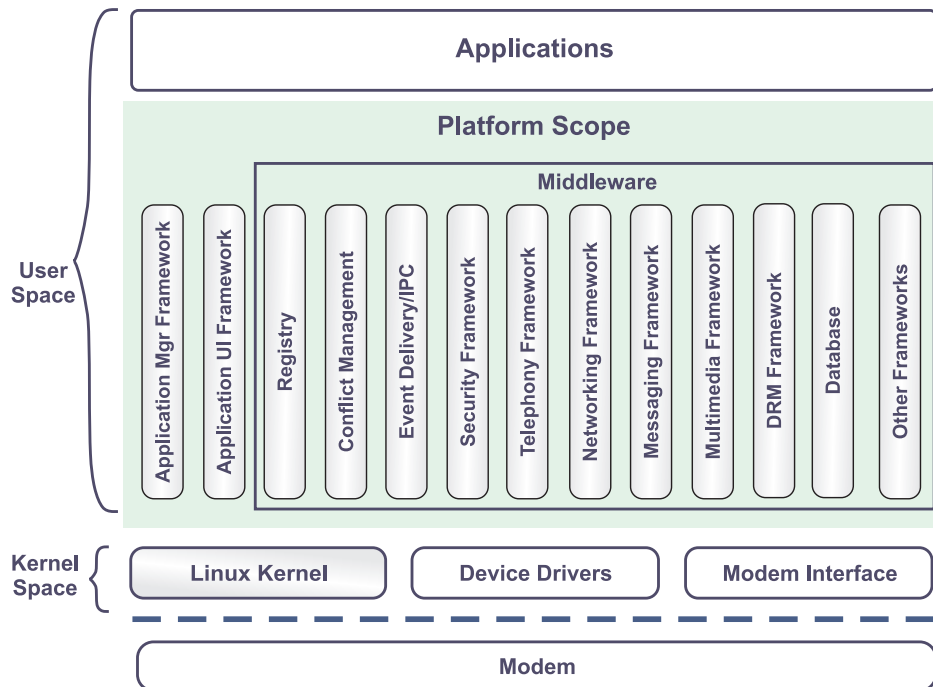 Applications
Platform Scope
Middleware
User
Space
Application Mgr Framework
Application UI Framework
Registry
Conflict Management
Event Delivery/IPC
Security Framework
Telephony Framework
Networking Framework
Messaging Framework
Multimedia Framework
DRM Framework
Database
Other Frameworks
Kernel
Space
Linux Kernel
Device Drivers
Modem Interface
Modem